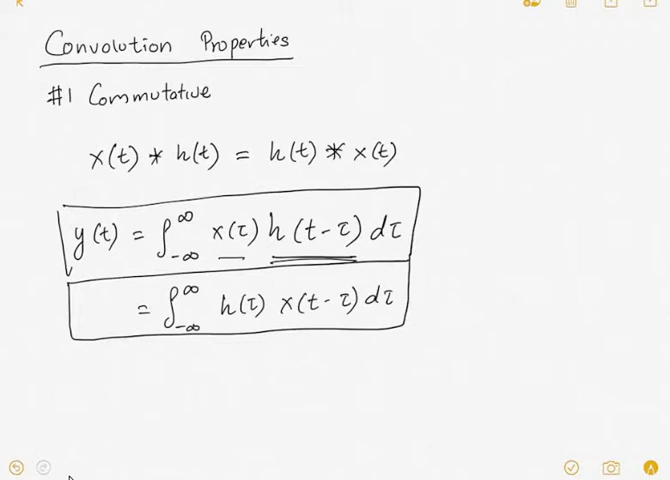 Convolution Properties
#1 Commutative
x(t) * h(t) = h(t) * x(t)
y(t) = ∫_{-∞}^{∞} x(τ) h(t-τ) dτ
= ∫_{-∞}^{∞} h(τ) x(t-τ) dτ